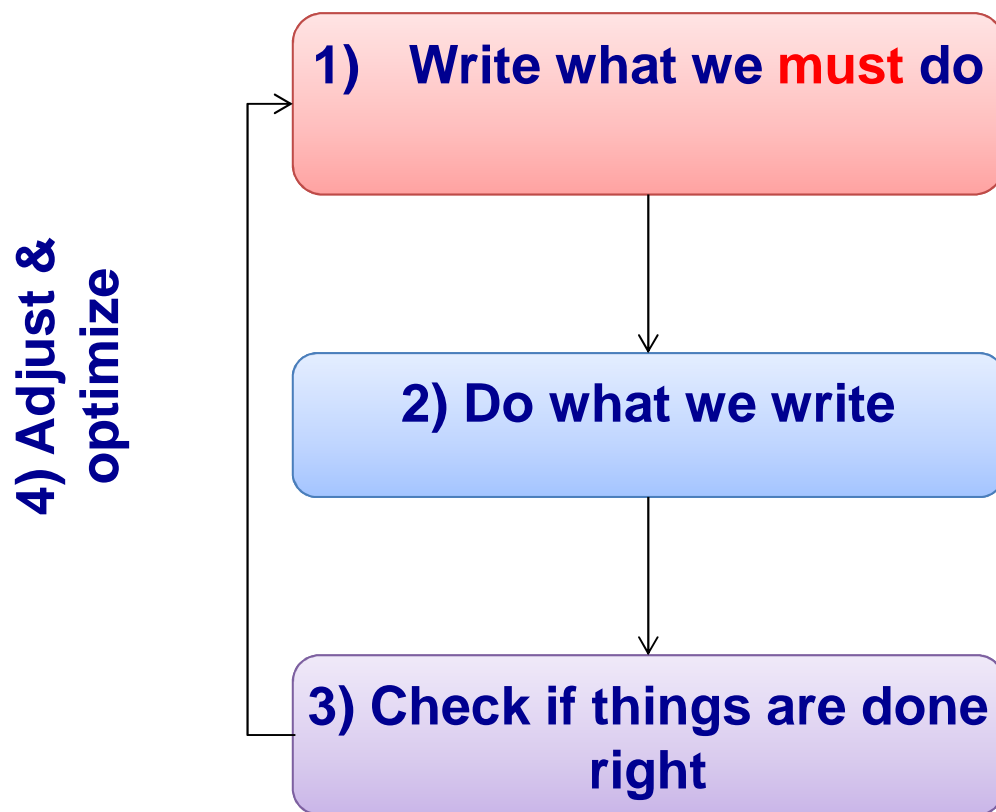 1) Write what we must do
4) Adjust &
optimize
2) Do what we write
3) Check if things are done
right